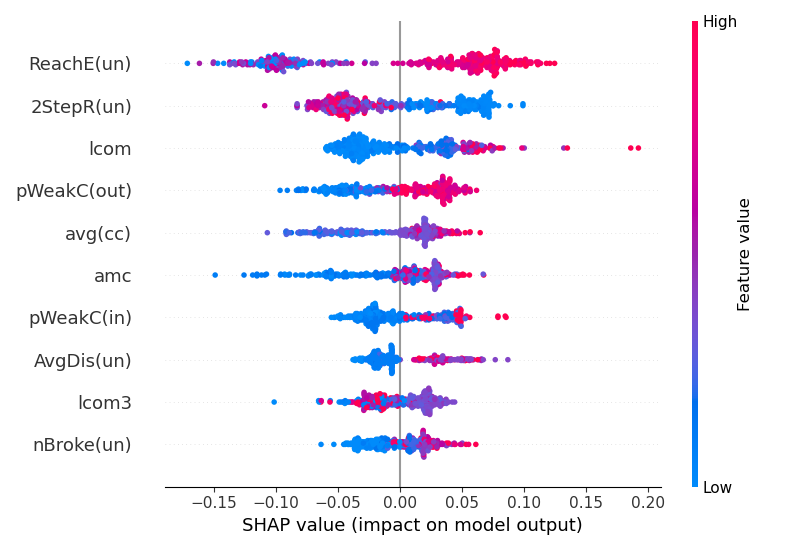 High
ReachE(un)
2StepR(un)
lcom
pWeakC(out)
avg(cc)
amc
pWeakC(in)
AvgDis(un)
lcom3
nBroke(un)
Feature value
Low
−0.15 −0.10 −0.05 0.00 0.05 0.10 0.15 0.20
SHAP value (impact on model output)